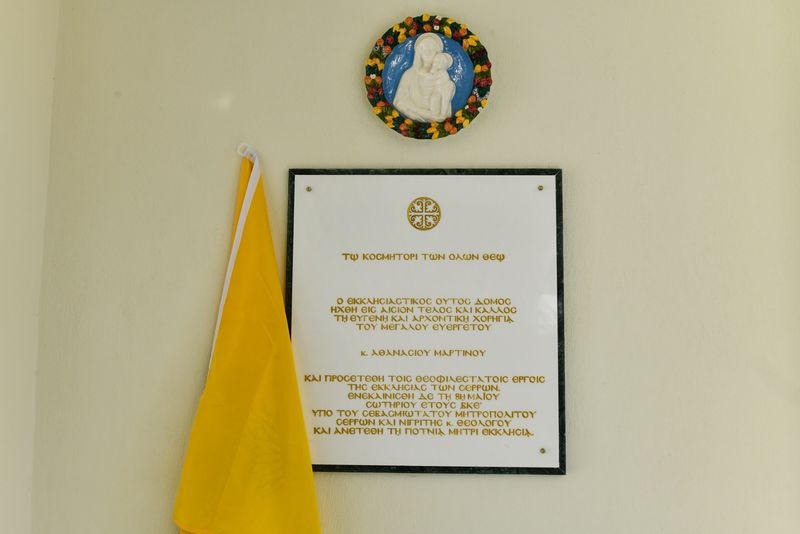 ΤΩ ΚΟΣΜΗΤΟΡΙ ΤΩΝ ΟΛΩΝ ΘΕΩ
Ο ΕΚΚΛΗΣΙΑΣΤΙΚΟΣ ΟΥΤΟΣ ΔΟΜΟΣ
ΗΧΘΗ ΕΙΣ ΑΙΣΙΟΝ ΤΕΛΟΣ ΚΑΙ ΚΑΛΛΟΣ
ΤΗ ΕΥΓΕΝΗ ΚΑΙ ΑΡΧΟΝΤΙΚΗ ΧΟΡΗΓΙΑ
ΤΟΥ ΜΕΓΑΛΟΥ ΕΥΕΡΓΕΤΟΥ
κ. ΑΘΑΝΑΣΙΟΥ ΜΑΡΤΙΝΟΥ
ΚΑΙ ΠΡΟΣΕΤΕΘΗ ΤΟΙΣ ΘΕΟΦΙΛΕΣΤΑΤΟΙΣ ΕΡΓΟΙΣ
ΤΗΣ ΕΚΚΛΗΣΙΑΣ ΤΩΝ ΣΕΡΡΩΝ.
ΕΝΕΚΑΙΝΙΣΘΗ ΔΕ ΤΗ 8Η ΜΑΪΟΥ
ΣΩΤΗΡΙΟΥ ΕΤΟΥΣ ͵ΒΚΕ΄
ΥΠΟ ΤΟΥ ΣΕΒΑΣΜΙΩΤΑΤΟΥ ΜΗΤΡΟΠΟΛΙΤΟΥ
ΣΕΡΡΩΝ ΚΑΙ ΝΙΓΡΙΤΗΣ κ. ΘΕΟΛΟΓΟΥ
ΚΑΙ ΑΝΕΤΕΘΗ ΤΗ ΠΟΤΝΙΑ ΜΗΤΡΙ ΕΚΚΛΗΣΙΑ.